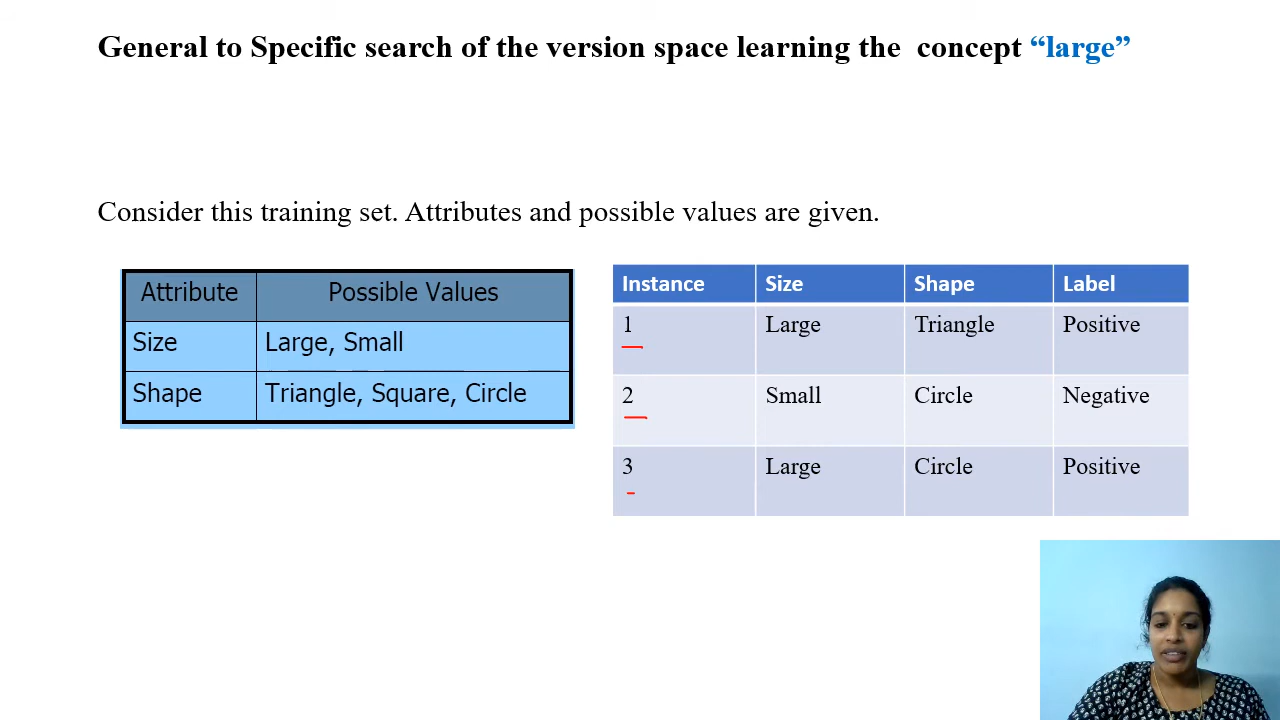 General to Specific search of the version space learning the concept “large”
Consider this training set. Attributes and possible values are given.
Attribute Possible Values
Size Large, Small
Shape Triangle, Square, Circle
Instance Size Shape Label
1 Large Triangle Positive
2 Small Circle Negative
3 Large Circle Positive